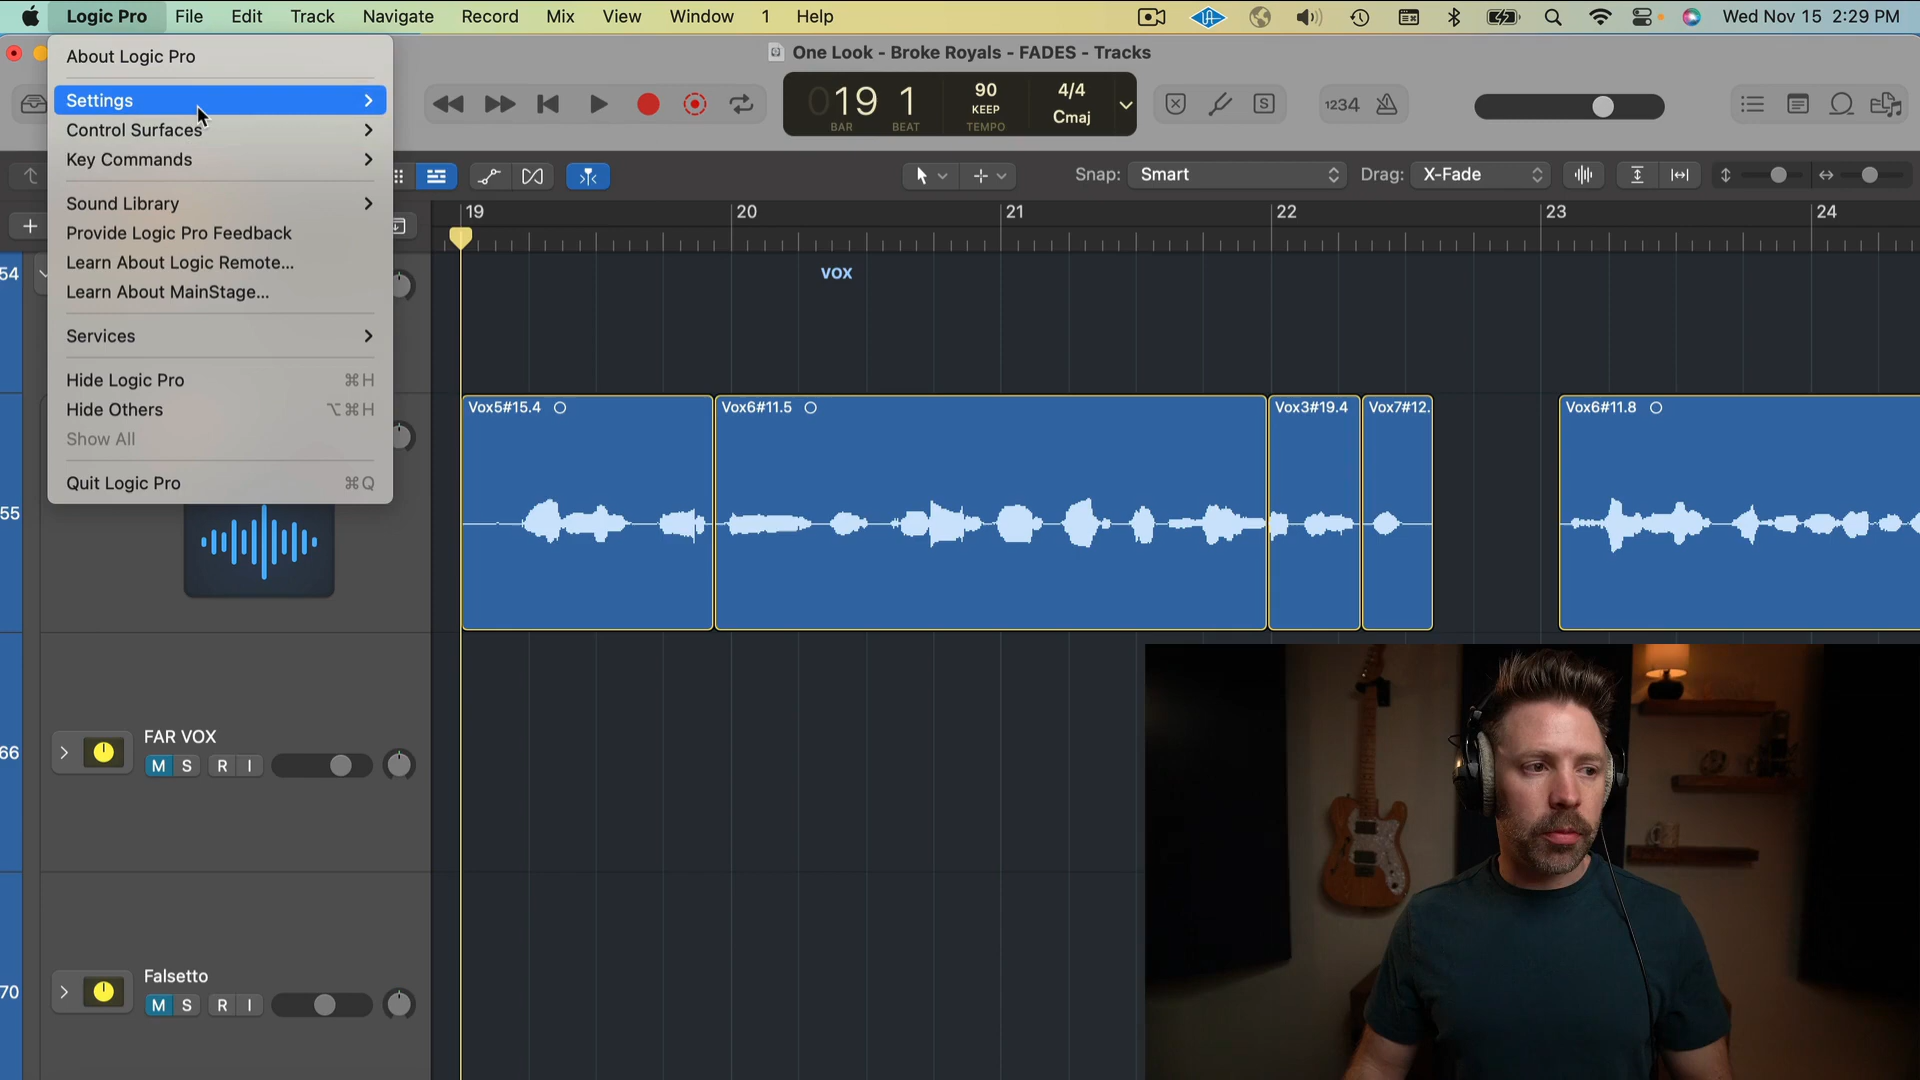 Logic Pro File Edit Track Navigate Record Mix View Window 1 Help Wed Nov 15 2:29 PM
One Look - Broke Royals - FADES - Tracks
About Logic Pro
Settings
Control Surfaces
Key Commands
Sound Library
Provide Logic Pro Feedback
Learn About Logic Remote...
Learn About MainStage...
Services
Hide Logic Pro ⌘H
Hide Others ⌥⌘H
Show All
Quit Logic Pro ⌘Q
019 1 90 4/4
KEEP Cmaj
BAR BEAT TEMPO
S
1234
Snap: Smart Drag: X-Fade
19 20 21 22 23 24
54
vox
Vox5#15.4 Vox6#11.5 Vox3#19.4 Vox7#12. Vox6#11.8
55
66
FAR VOX
M S R I
70
Falsetto
M S R I